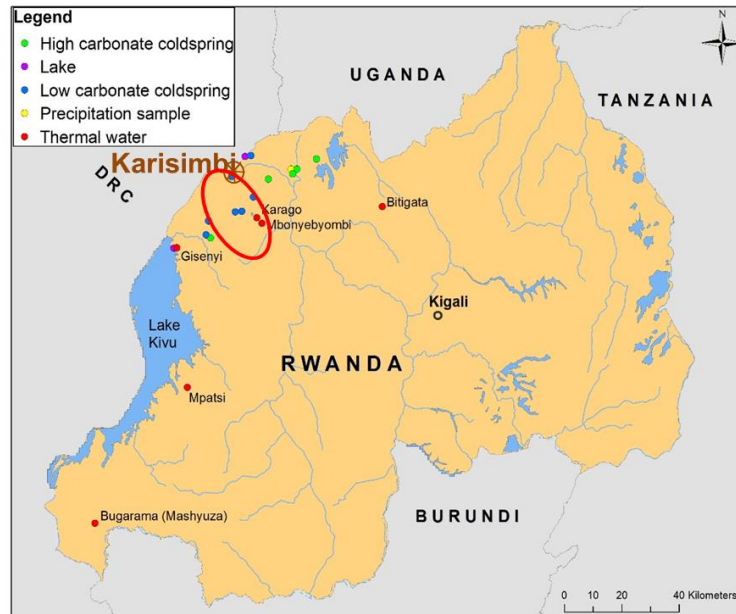 Legend
High carbonate coldspring
Lake
Low carbonate coldspring
Precipitation sample
Thermal water
N
UGANDA
TANZANIA
DRC
Karisimbi
Karago
Mbonyebyombi
Bitigata
Gisenyi
Kigali
Lake
Kivu
RWANDA
Mpatsi
Bugarama (Mashyuza)
BURUNDI
0 10 20 40 Kilometers